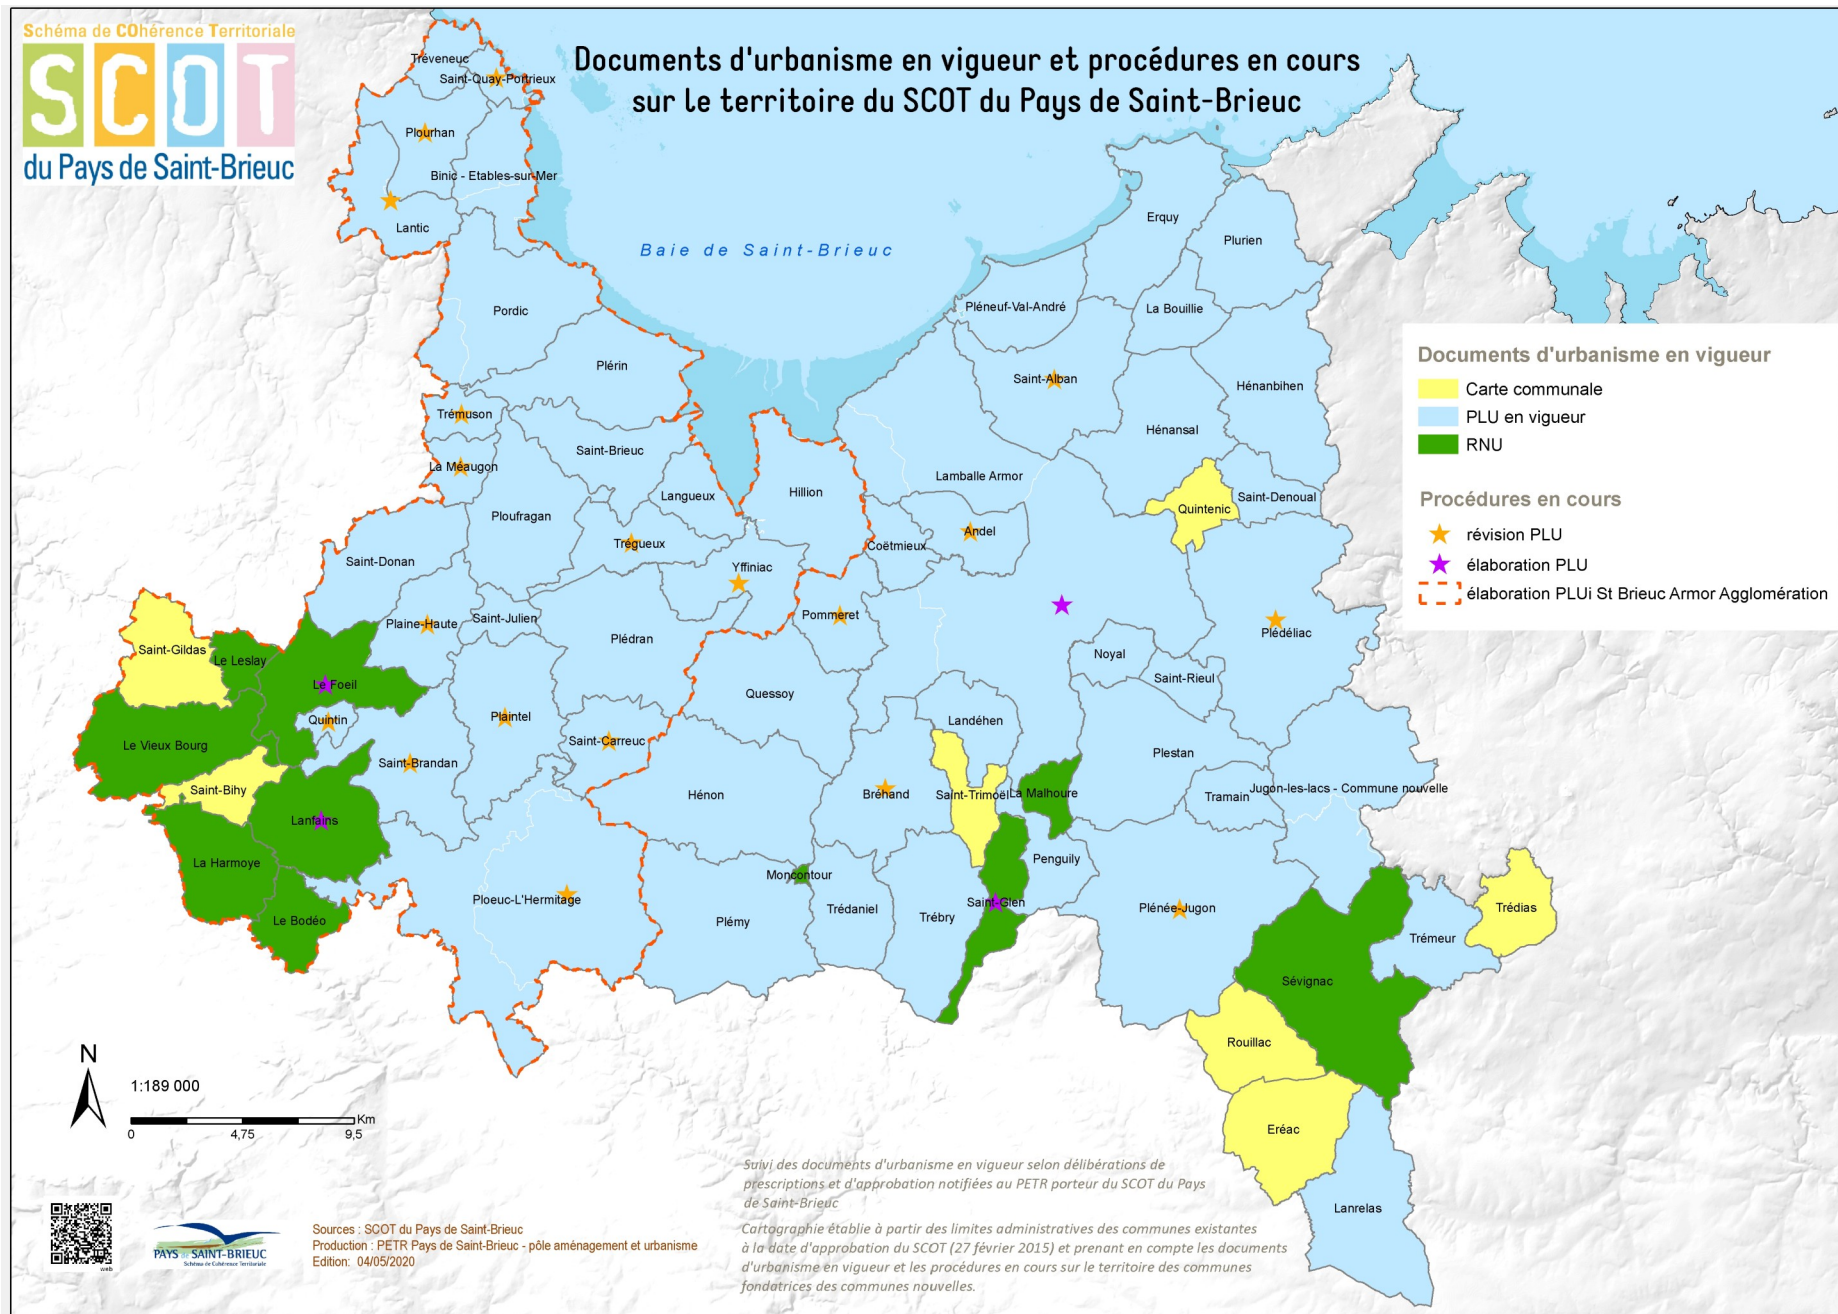 Schéma de COhérence Territoriale
SCOT
du Pays de Saint-Brieuc
Documents d'urbanisme en vigueur et procédures en cours
sur le territoire du SCOT du Pays de Saint-Brieuc
Tréveneuc
Saint-Quay-Portrieux
Plourhan
Binic - Etables-sur-Mer
Lantic
Baie de Saint-Brieuc
Erquy
Plurien
Pordic
Pléneuf-Val-André
La Bouillie
Plérin
Saint-Alban
Hénanbihen
Trémuson
Hénansal
Saint-Brieuc
La Méaugon
Lamballe Armor
Langueux
Hillion
Saint-Denoual
Quintenic
Ploufragan
Andel
Trégueux
Coëtmieux
Saint-Donan
Yffiniac
Pommeret
Saint-Julien
Plaine-Haute
Plédran
Plédéliac
Saint-Gildas
Noyal
Le Leslay
Saint-Rieul
Le Foeil
Quessoy
Plaintel
Quintin
Landéhen
Saint-Carreuc
Le Vieux Bourg
Plestan
Saint-Brandan
Saint-Bihy
Jugon-les-lacs - Commune nouvelle
Hénon
Bréhand
Saint-Trimoël
La Malhoure
Tramain
Lanfains
Penguily
La Harmoye
Moncontour
Ploeuc-L'Hermitage
Saint-Glen
Trédaniel
Plénée-Jugon
Trédias
Trébry
Le Bodéo
Plémy
Trémeur
Sévignac
Rouillac
Eréac
Lanrelas
Documents d'urbanisme en vigueur
Carte communale
PLU en vigueur
RNU
Procédures en cours
révision PLU
élaboration PLU
élaboration PLUi St Brieuc Armor Agglomération
N
1:189 000
Km
0 4,75 9,5
web
PAYS de SAINT-BRIEUC
Schéma de Cohérence Territoriale
Sources : SCOT du Pays de Saint-Brieuc
Production : PETR Pays de Saint-Brieuc - pôle aménagement et urbanisme
Edition: 04/05/2020
Suivi des documents d'urbanisme en vigueur selon délibérations de
prescriptions et d'approbation notifiées au PETR porteur du SCOT du Pays
de Saint-Brieuc
Cartographie établie à partir des limites administratives des communes existantes
à la date d'approbation du SCOT (27 février 2015) et prenant en compte les documents
d'urbanisme en vigueur et les procédures en cours sur le territoire des communes
fondatrices des communes nouvelles.